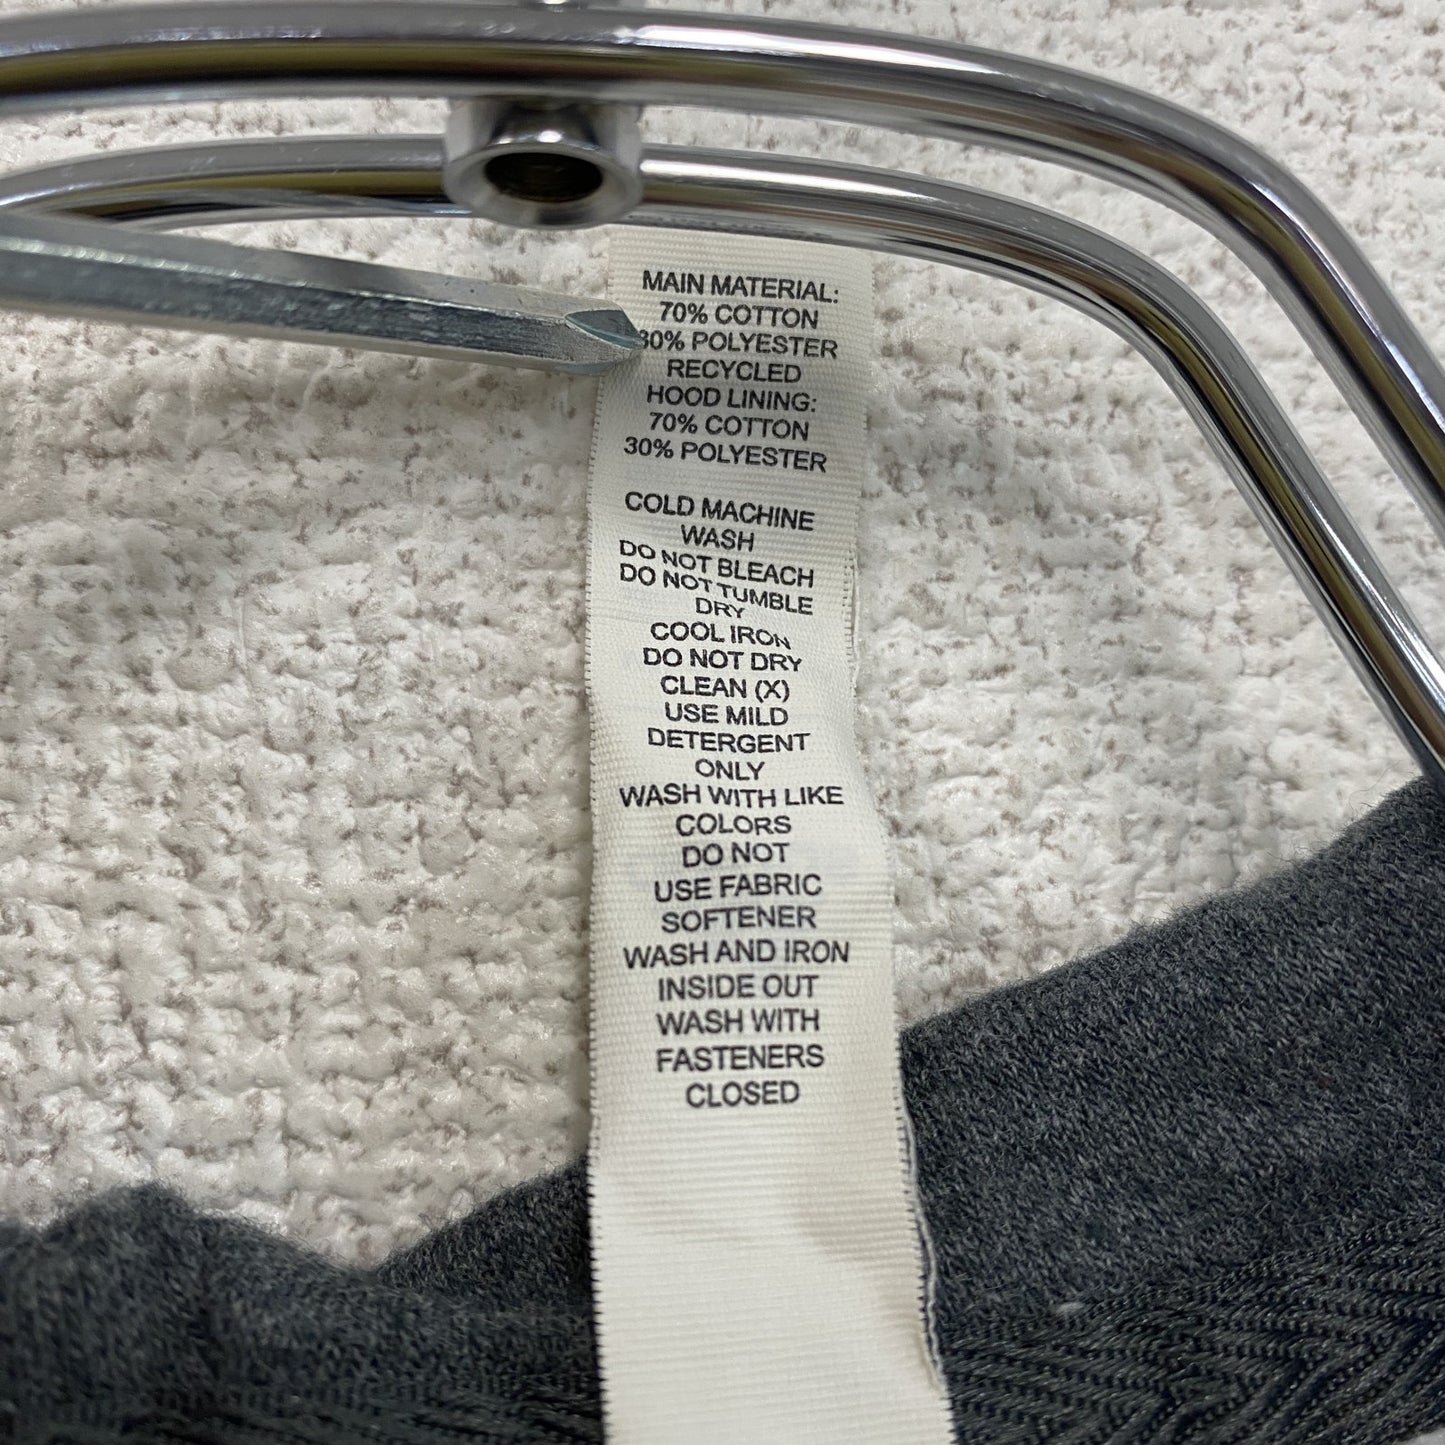 MAIN MATERIAL:
70% COTTON
30% POLYESTER
RECYCLED
HOOD LINING:
70% COTTON
30% POLYESTER
COLD MACHINE
WASH
DO NOT BLEACH
DO NOT TUMBLE
DRY
COOL IRON
DO NOT DRY
CLEAN (X)
USE MILD
DETERGENT
ONLY
WASH WITH LIKE
COLORS
DO NOT
USE FABRIC
SOFTENER
WASH AND IRON
INSIDE OUT
WASH WITH
FASTENERS
CLOSED